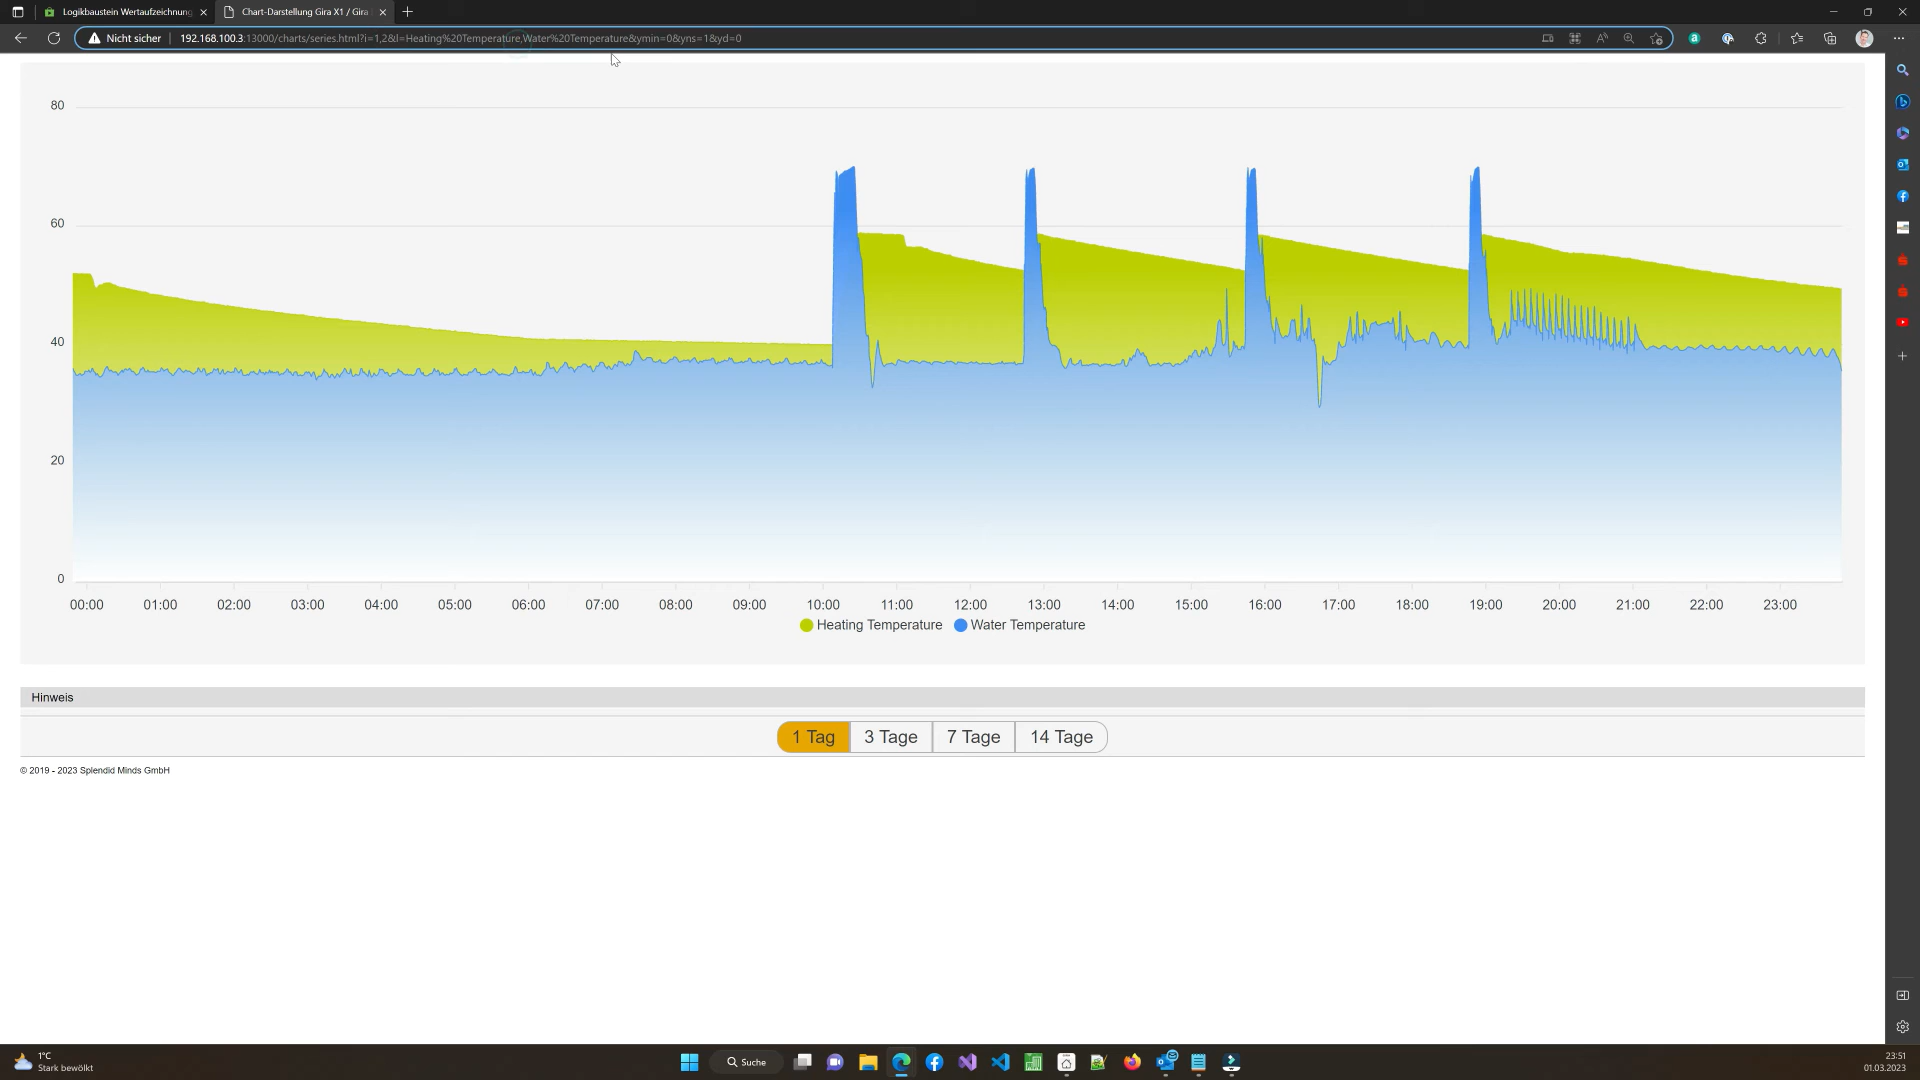 Logikbaustein Wertaufzeichnung
Chart-Darstellung Gira X1 / Gira
Nicht sicher
192.168.100.3:13000/charts/series.html?i=1,2&l=Heating%20Temperature,Water%20Temperature&ymin=0&yns=1&yd=0
80
60
40
20
0
00:00 01:00 02:00 03:00 04:00 05:00 06:00 07:00 08:00 09:00 10:00 11:00 12:00 13:00 14:00 15:00 16:00 17:00 18:00 19:00 20:00 21:00 22:00 23:00
Heating Temperature Water Temperature
Hinweis
1 Tag 3 Tage 7 Tage 14 Tage
© 2019 - 2023 Splendid Minds GmbH
1°C
Stark bewölkt
Suche
23:51
01.03.2023